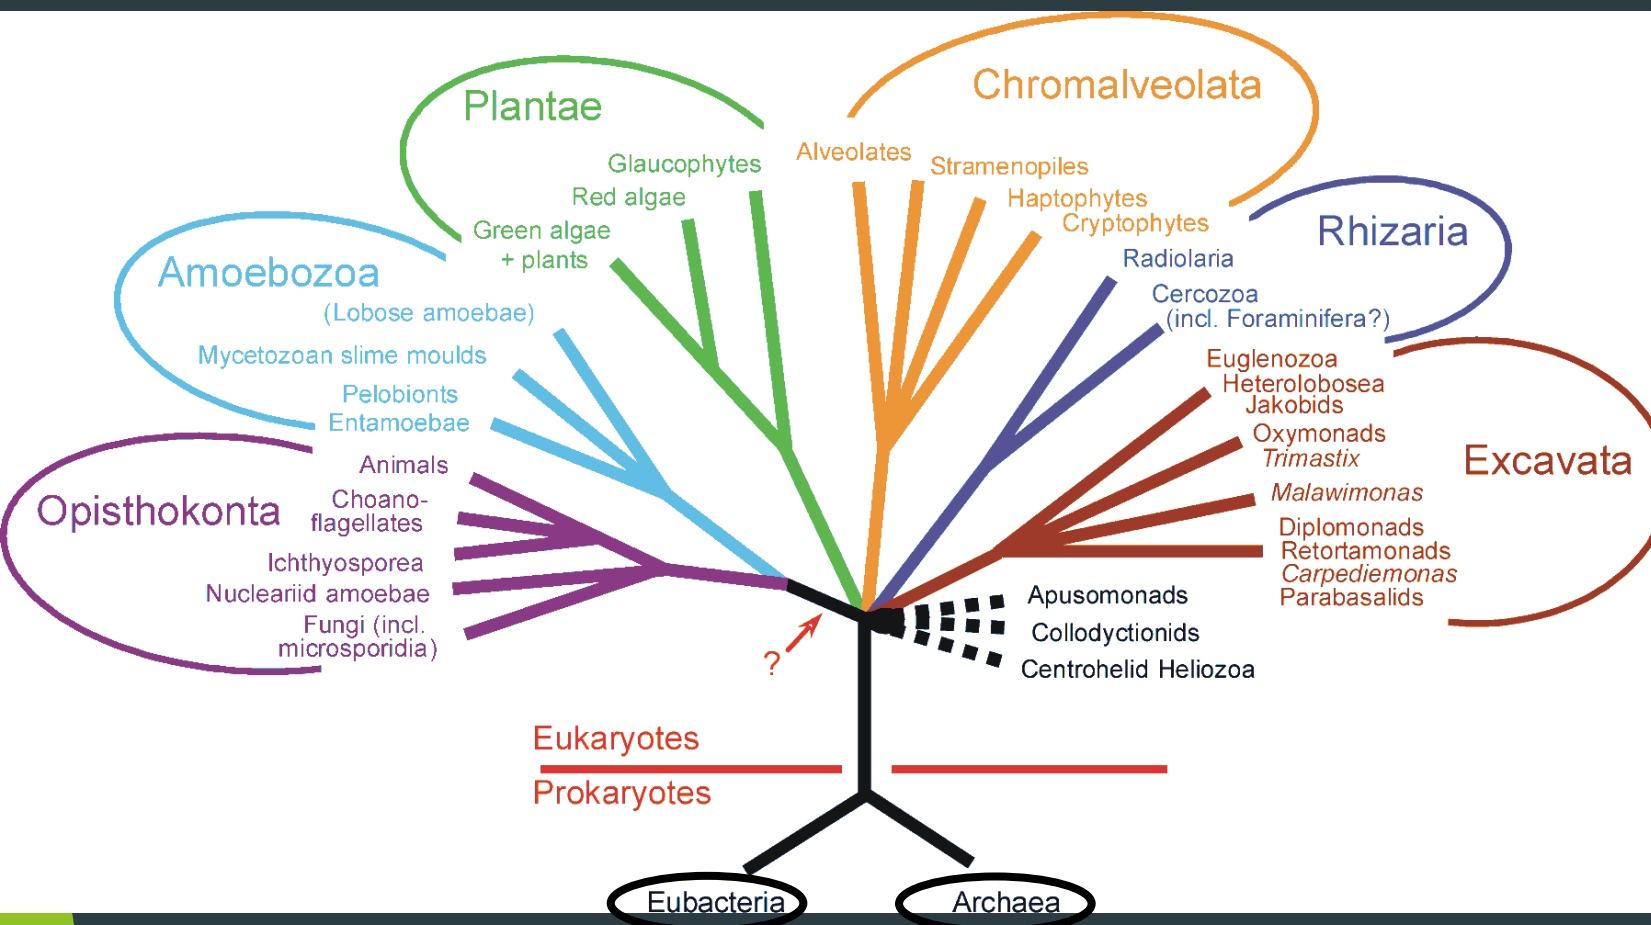 Plantae
Glaucophytes
Red algae
Green algae
+ plants
Chromalveolata
Alveolates
Stramenopiles
Haptophytes
Cryptophytes
Rhizaria
Radiolaria
Cercozoa
(incl. Foraminifera?)
Amoebozoa
(Lobose amoebae)
Mycetozoan slime moulds
Pelobionts
Entamoebae
Excavata
Euglenozoa
Heterolobosea
Jakobids
Oxymonads
Trimastix
Malawimonas
Diplomonads
Retortamonads
Carpediemonas
Parabasalids
Opisthokonta
Animals
Choano-
flagellates
Ichthyosporea
Nucleariid amoebae
Fungi (incl.
microsporidia)
Apusomonads
Collodyctionids
Centrohelid Heliozoa
?
Eukaryotes
Prokaryotes
Eubacteria
Archaea